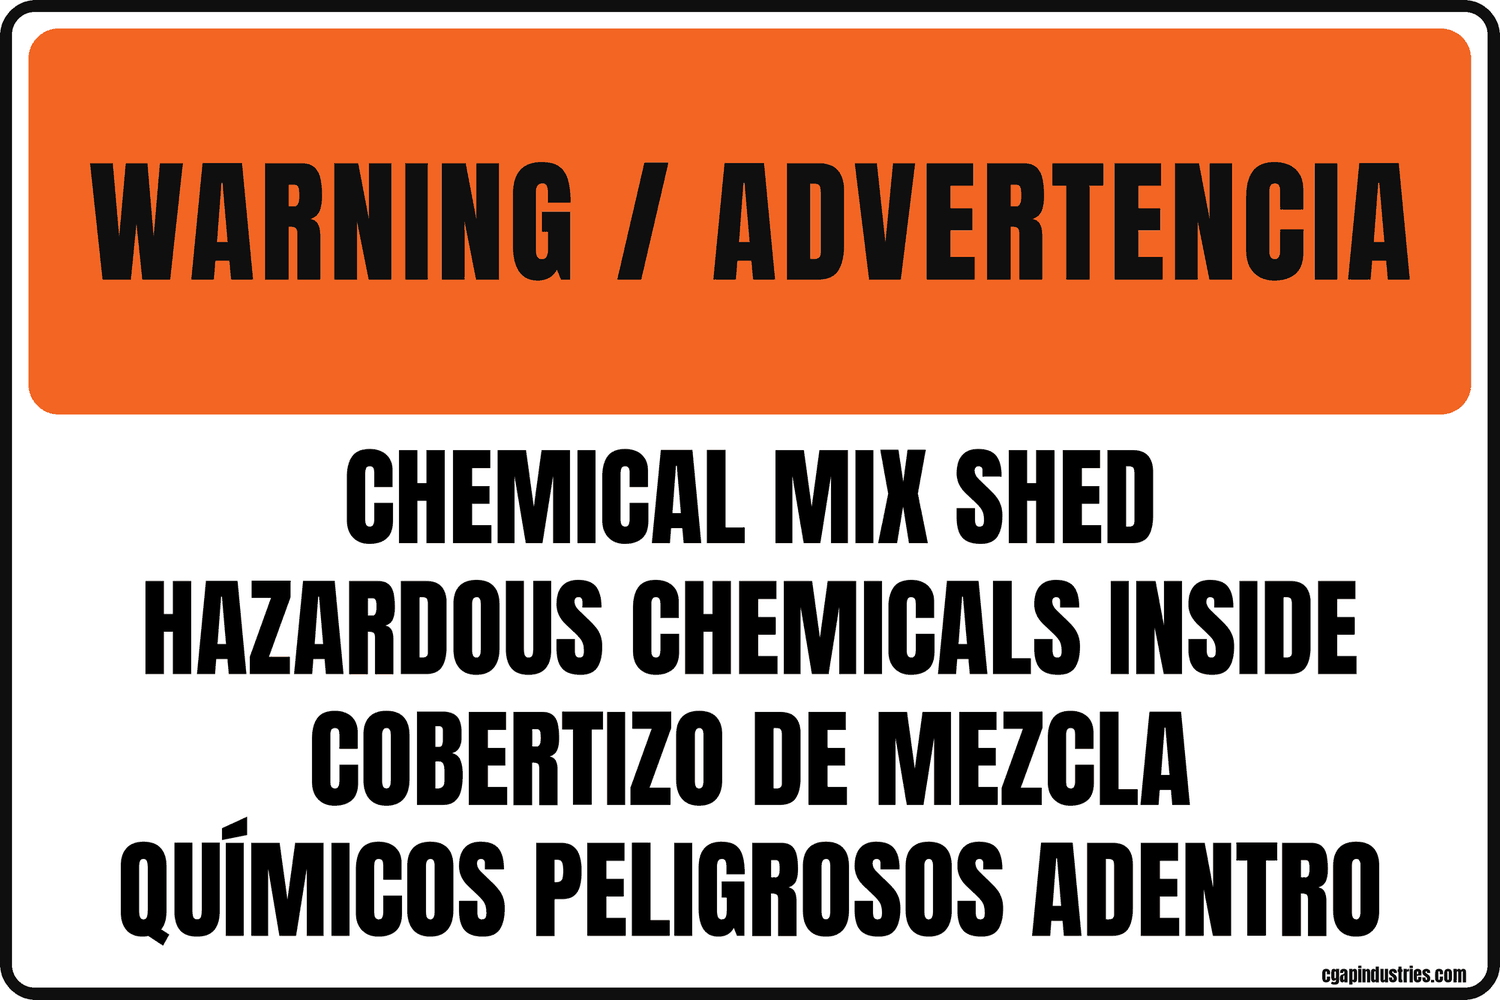 WARNING / ADVERTENCIA
CHEMICAL MIX SHED
HAZARDOUS CHEMICALS INSIDE
COBERTIZO DE MEZCLA
QUÍMICOS PELIGROSOS ADENTRO
cgapindustries.com